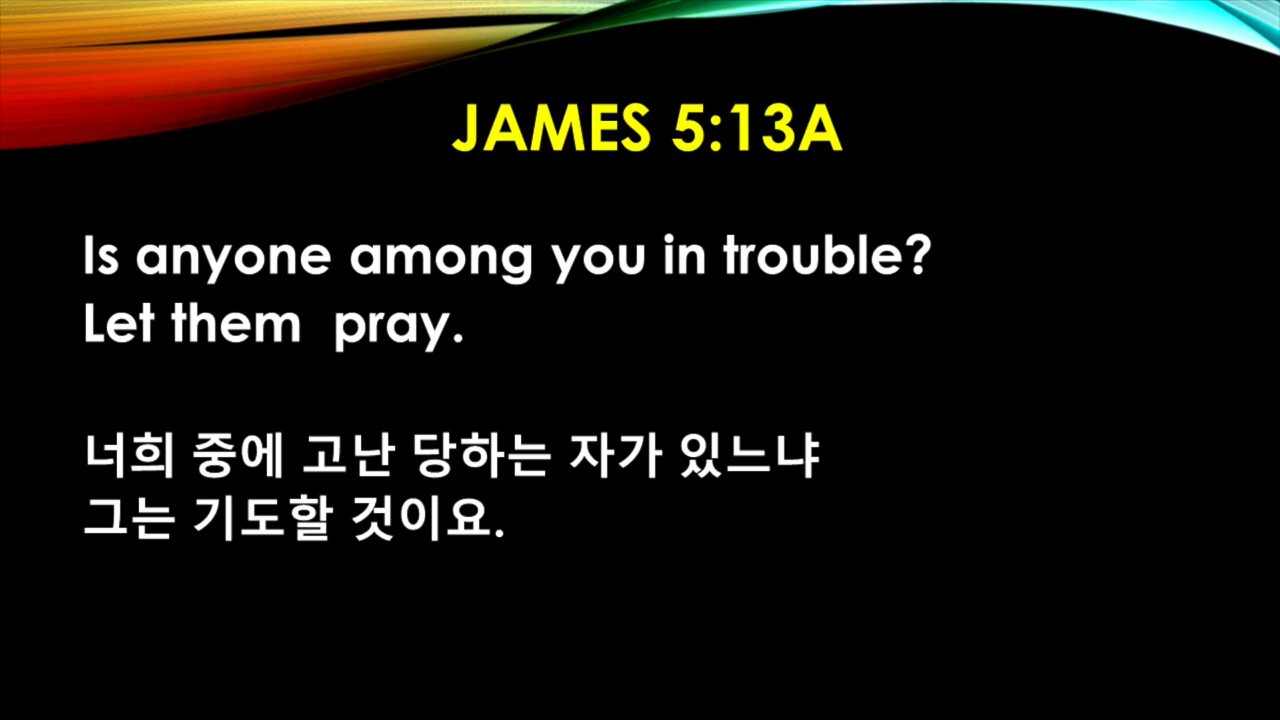 JAMES 5:13A
Is anyone among you in trouble?
Let them  pray.
너희 중에 고난 당하는 자가 있느냐
그는 기도할 것이요.